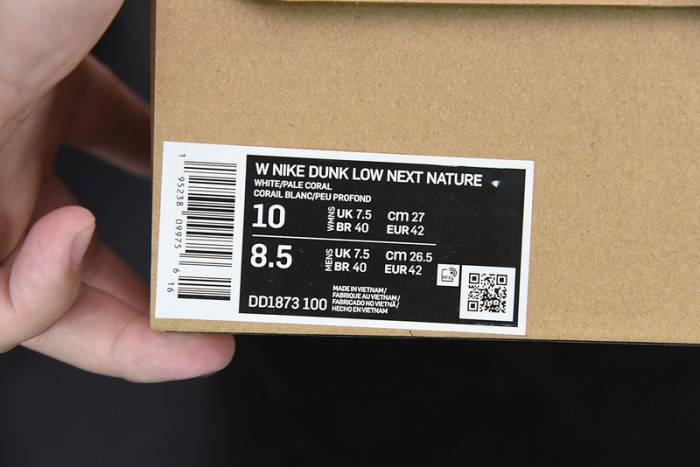 W NIKE DUNK LOW NEXT NATURE
WHITE/PALE CORAL
CORAIL BLANC/PEU PROFOND
10 WMNS UK 7.5 cm 27
BR 40 EUR 42
8.5 MENS UK 7.5 cm 26.5
BR 40 EUR 42
DD1873 100
MADE IN VIETNAM/
FABRIQUE AU VIETNAM/
FABRICADO NO VIETNÃ/
HECHO EN VIETNAM
1 95238 09975 6 16